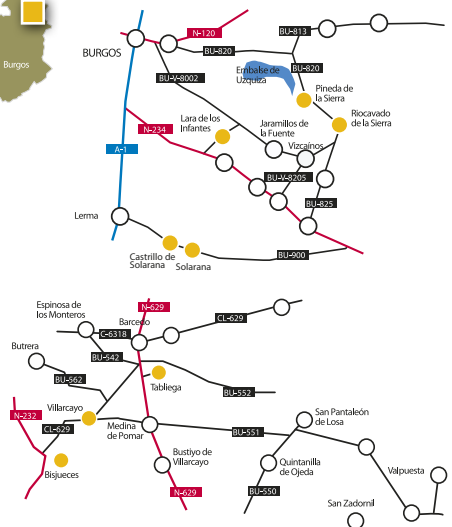 Burgos
N-120
BU-813
BURGOS
BU-820
BU-820
BU-V-8002
Embalse de
Uzquiza
Pineda de
la Sierra
Lara de los
Infantes
Jaramillos de
la Fuente
Riocavado
de la Sierra
N-234
Vizcaínos
A-1
BU-V-8205
BU-825
Lerma
Castrillo de
Solarana
Solarana
BU-900
Espinosa de
los Monteros
N-629
Barcedo
CL-629
C-6318
Butrera
BU-542
BU-562
Tabliega
BU-552
Villarcayo
N-232
CL-629
Medina
de Pomar
San Pantaleón
de Losa
BU-551
Bustiyo de
Villarcayo
Bisjueces
Quintanilla
de Ojeda
Valpuesta
N-629
BU-550
San Zadornil